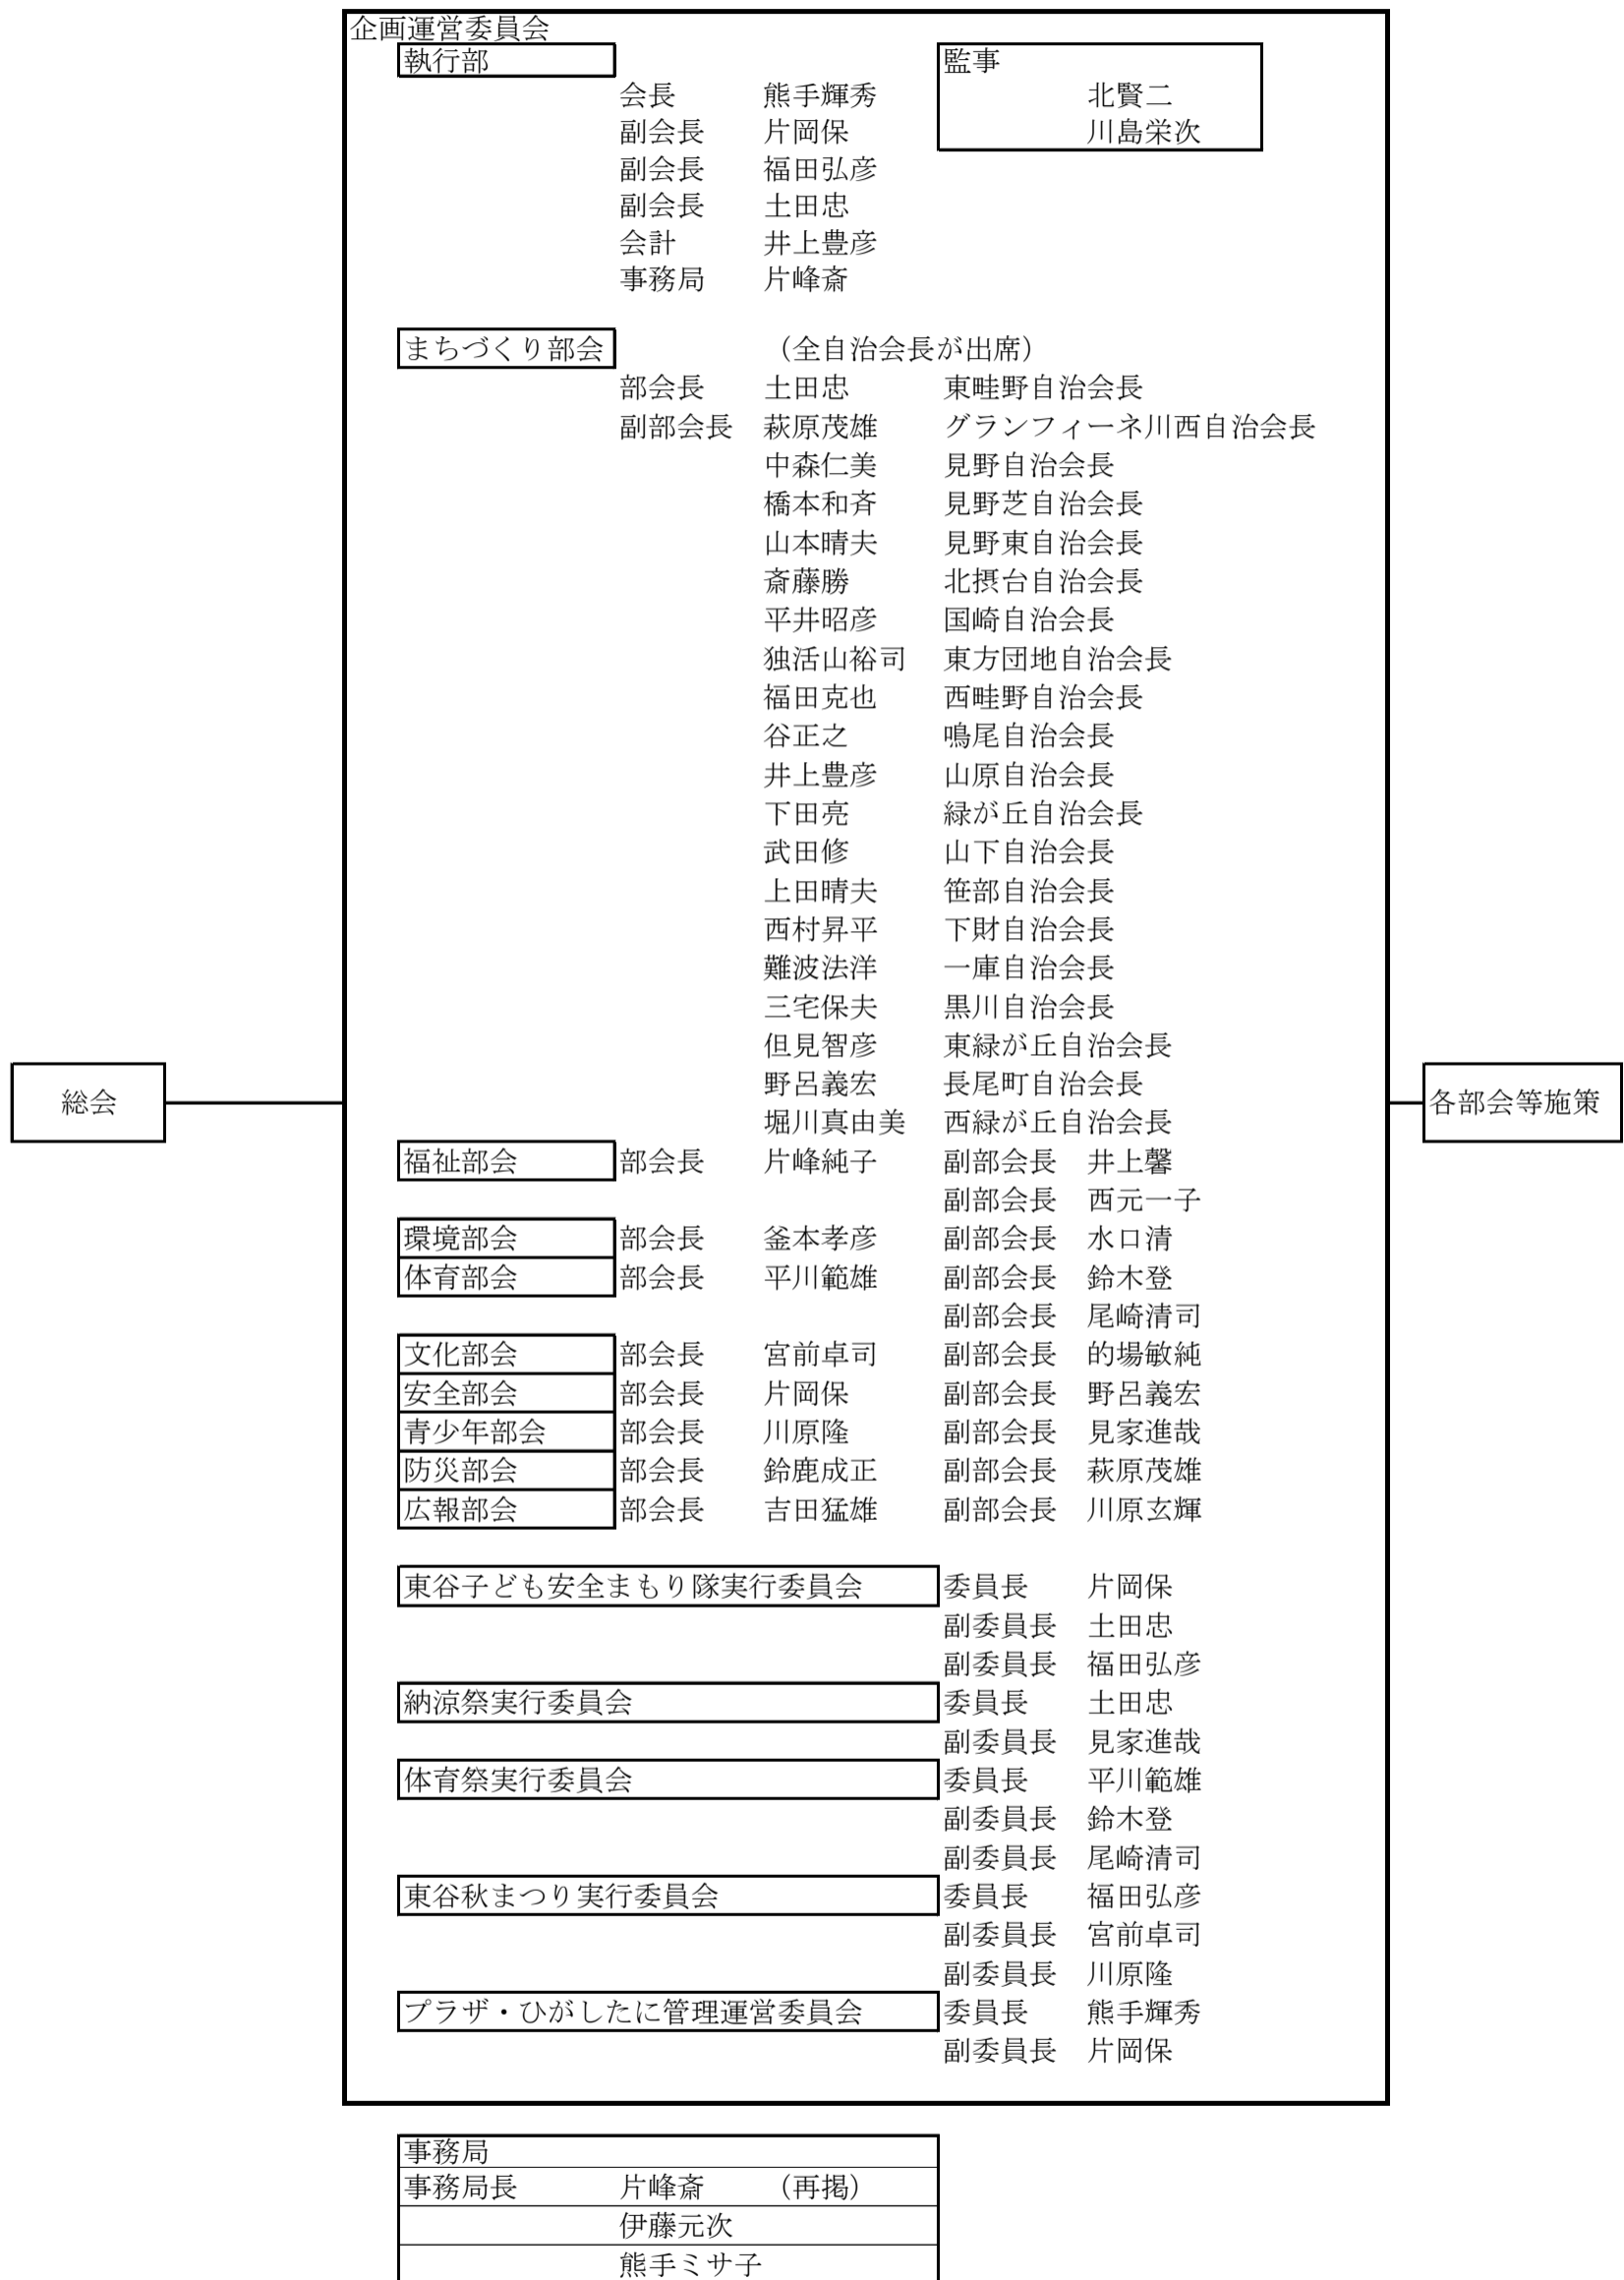 企画運営委員会
執行部 監事
会長 熊手輝秀 北賢二
副会長 片岡保 川島栄次
副会長 福田弘彦
副会長 土田忠
会計 井上豊彦
事務局 片峰斎
まちづくり部会 （全自治会長が出席）
部会長 土田忠 東畦野自治会長
副部会長 萩原茂雄 グランフィーネ川西自治会長
中森仁美 見野自治会長
橋本和斉 見野芝自治会長
山本晴夫 見野東自治会長
斎藤勝 北摂台自治会長
平井昭彦 国崎自治会長
独活山裕司 東方団地自治会長
福田克也 西畦野自治会長
谷正之 鳴尾自治会長
井上豊彦 山原自治会長
下田亮 緑が丘自治会長
武田修 山下自治会長
上田晴夫 笹部自治会長
西村昇平 下財自治会長
難波法洋 一庫自治会長
三宅保夫 黒川自治会長
但見智彦 東緑が丘自治会長
野呂義宏 長尾町自治会長
総会 各部会等施策
堀川真由美 西緑が丘自治会長
福祉部会 部会長 片峰純子 副部会長 井上馨
副部会長 西元一子
環境部会 部会長 釜本孝彦 副部会長 水口清
体育部会 部会長 平川範雄 副部会長 鈴木登
副部会長 尾崎清司
文化部会 部会長 宮前卓司 副部会長 的場敏純
安全部会 部会長 片岡保 副部会長 野呂義宏
青少年部会 部会長 川原隆 副部会長 見家進哉
防災部会 部会長 鈴鹿成正 副部会長 萩原茂雄
広報部会 部会長 吉田猛雄 副部会長 川原玄輝
東谷子ども安全まもり隊実行委員会 委員長 片岡保
副委員長 土田忠
副委員長 福田弘彦
納涼祭実行委員会 委員長 土田忠
副委員長 見家進哉
体育祭実行委員会 委員長 平川範雄
副委員長 鈴木登
副委員長 尾崎清司
東谷秋まつり実行委員会 委員長 福田弘彦
副委員長 宮前卓司
副委員長 川原隆
プラザ・ひがしたに管理運営委員会 委員長 熊手輝秀
副委員長 片岡保
事務局
事務局長 片峰斎 （再掲）
伊藤元次
熊手ミサ子